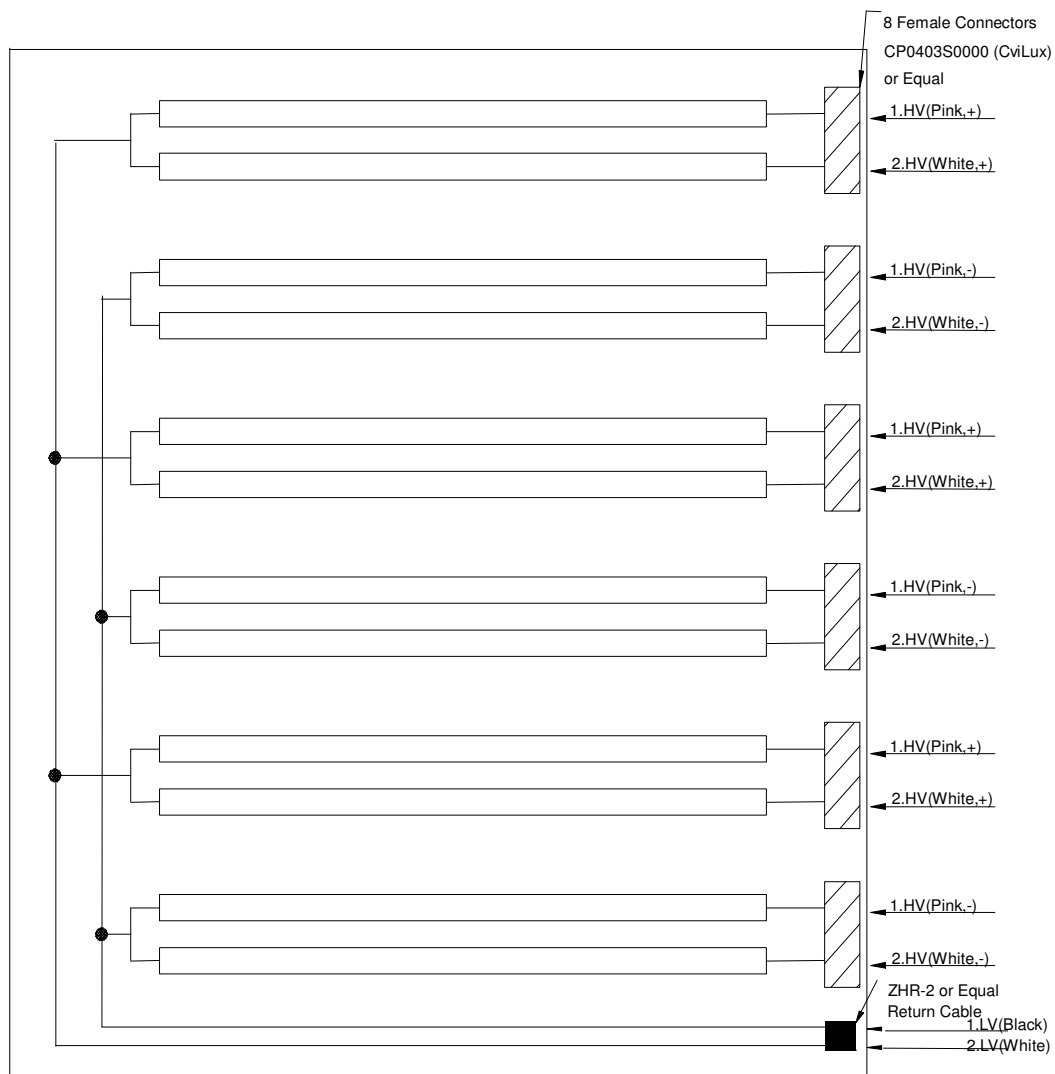 8 Female Connectors
CP0403S0000 (CviLux)
or Equal
1.HV(Pink,+)
2.HV(White,+)
1.HV(Pink,-)
2.HV(White,-)
1.HV(Pink,+)
2.HV(White,+)
1.HV(Pink,-)
2.HV(White,-)
1.HV(Pink,+)
2.HV(White,+)
1.HV(Pink,-)
2.HV(White,-)
ZHR-2 or Equal
Return Cable
1.LV(Black)
2.LV(White)